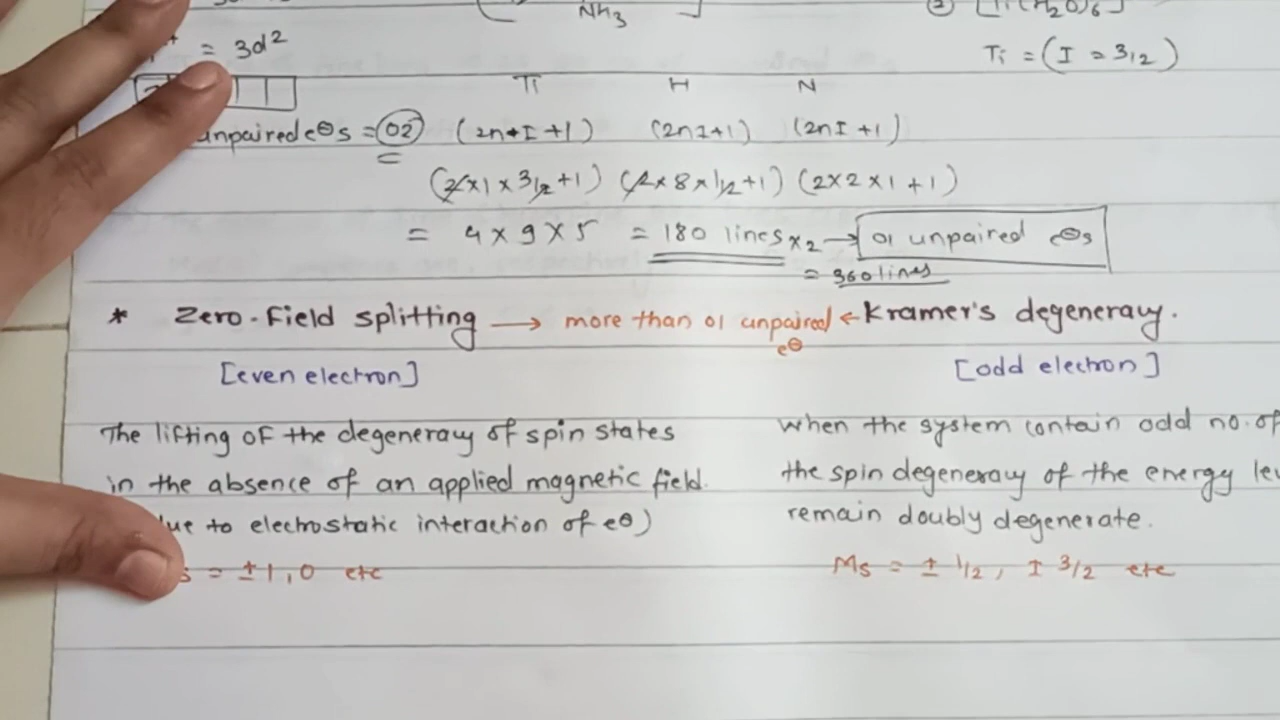 NH3
② [Ti(H2O)6]
= 3d²
Ti = (I = 3/2)
Ti H N
unpaired e⊖s = 02 (2n*I+1) (2nI+1) (2nI+1)
(2×1×3/2+1) (2×8×1/2+1) (2×2×1+1)
= 4×9×5 = 180 lines ×2 → 01 unpaired e⊖s
= 360 lines
* Zero-Field splitting → more than 01 unpaired e⊖ ← Kramer's degeneracy.
[even electron] [odd electron]
The lifting of the degeneracy of spin states
in the absence of an applied magnetic field.
due to electrostatic interaction of e⊖)
s = ±1,0 etc
when the system contain odd no. of
the spin degeneracy of the energy le
remain doubly degenerate.
Ms = ± 1/2, ± 3/2 etc